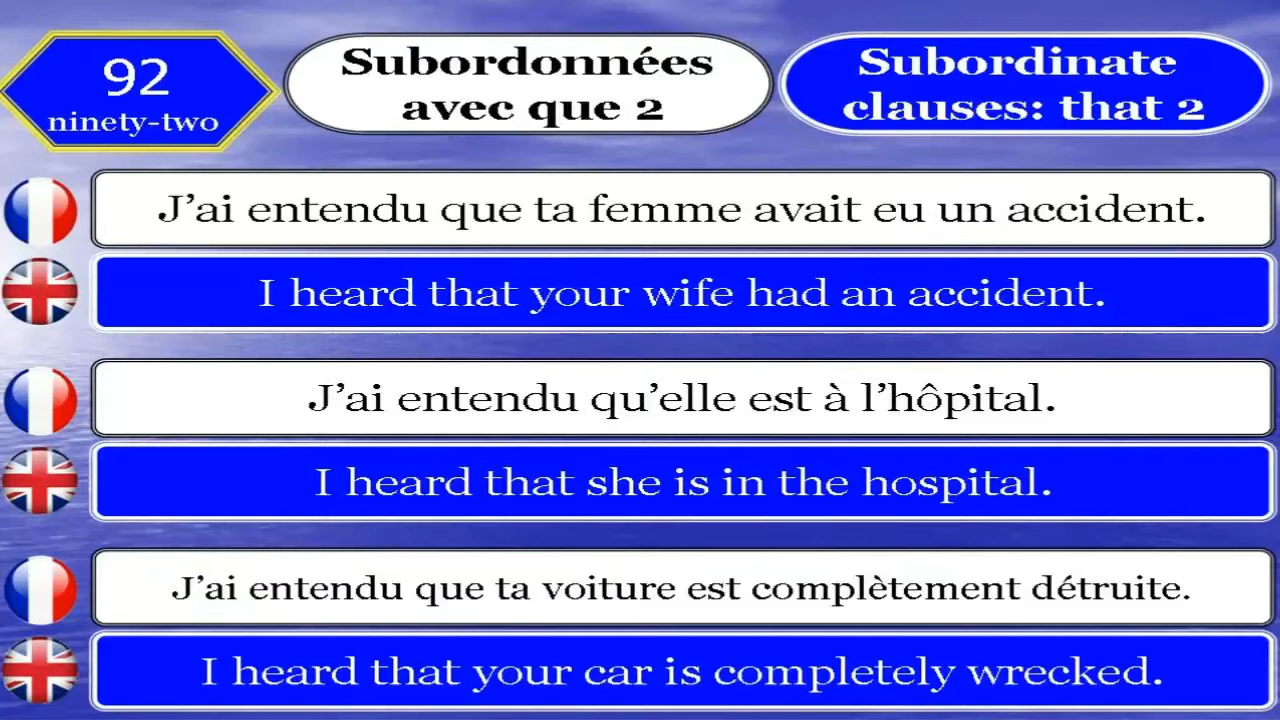 92
ninety-two
Subordonnées
avec que 2
Subordinate
clauses: that 2
J’ai entendu que ta femme avait eu un accident.
I heard that your wife had an accident.
J’ai entendu qu’elle est à l’hôpital.
I heard that she is in the hospital.
J’ai entendu que ta voiture est complètement détruite.
I heard that your car is completely wrecked.